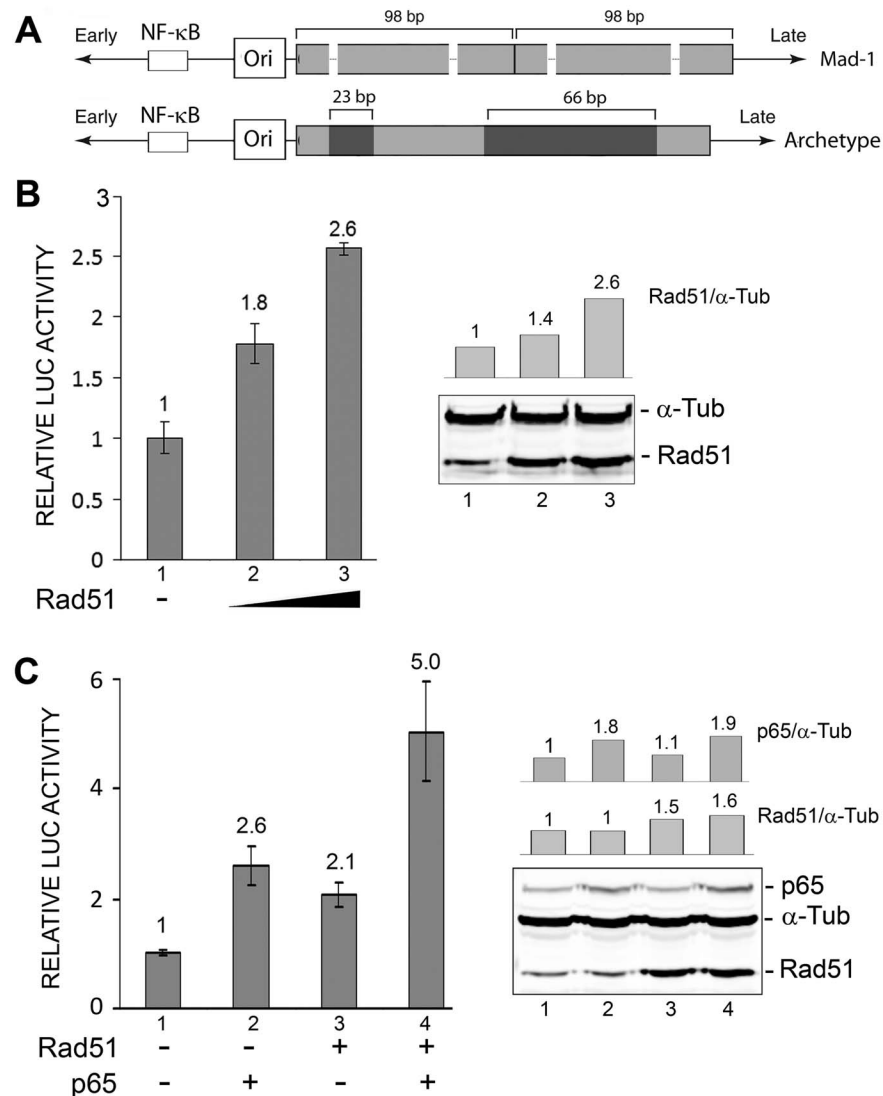 A
98 bp 98 bp
Early NF-κB Ori Late
Mad-1
23 bp 66 bp
Early NF-κB Ori Late
Archetype
B
RELATIVE LUC ACTIVITY
3
2.5
2
1.5
1
0.5
0
1
1.8
2.6
1 2 3
Rad51 -
1 1.4 2.6
Rad51/α-Tub
- α-Tub
- Rad51
1 2 3
C
RELATIVE LUC ACTIVITY
6
4
2
0
1
2.6
2.1
5.0
1 2 3 4
Rad51 - - + +
p65 - + - +
1 1.8 1.1 1.9
p65/α-Tub
1 1 1.5 1.6
Rad51/α-Tub
- p65
- α-Tub
- Rad51
1 2 3 4